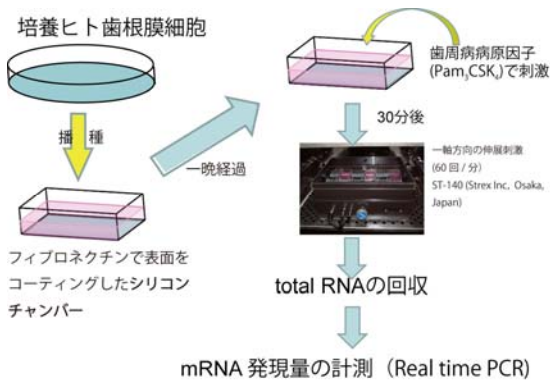 培養ヒト歯根膜細胞
播種
フィブロネクチンで表面を
コーティングしたシリコン
チャンバー
一晩経過
歯周病病原因子
(Pam₃CSK₄)で刺激
30分後
一軸方向の伸展刺激
(60回/分)
ST-140 (Strex Inc, Osaka,
Japan)
total RNAの回収
mRNA 発現量の計測（Real time PCR)